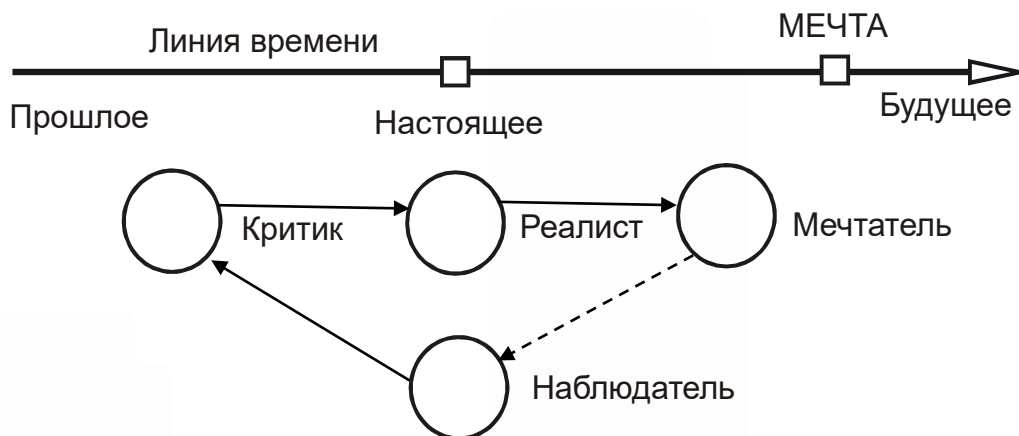 МЕЧТА
Линия времени
Прошлое
Настоящее
Будущее
Критик
Реалист
Мечтатель
Наблюдатель